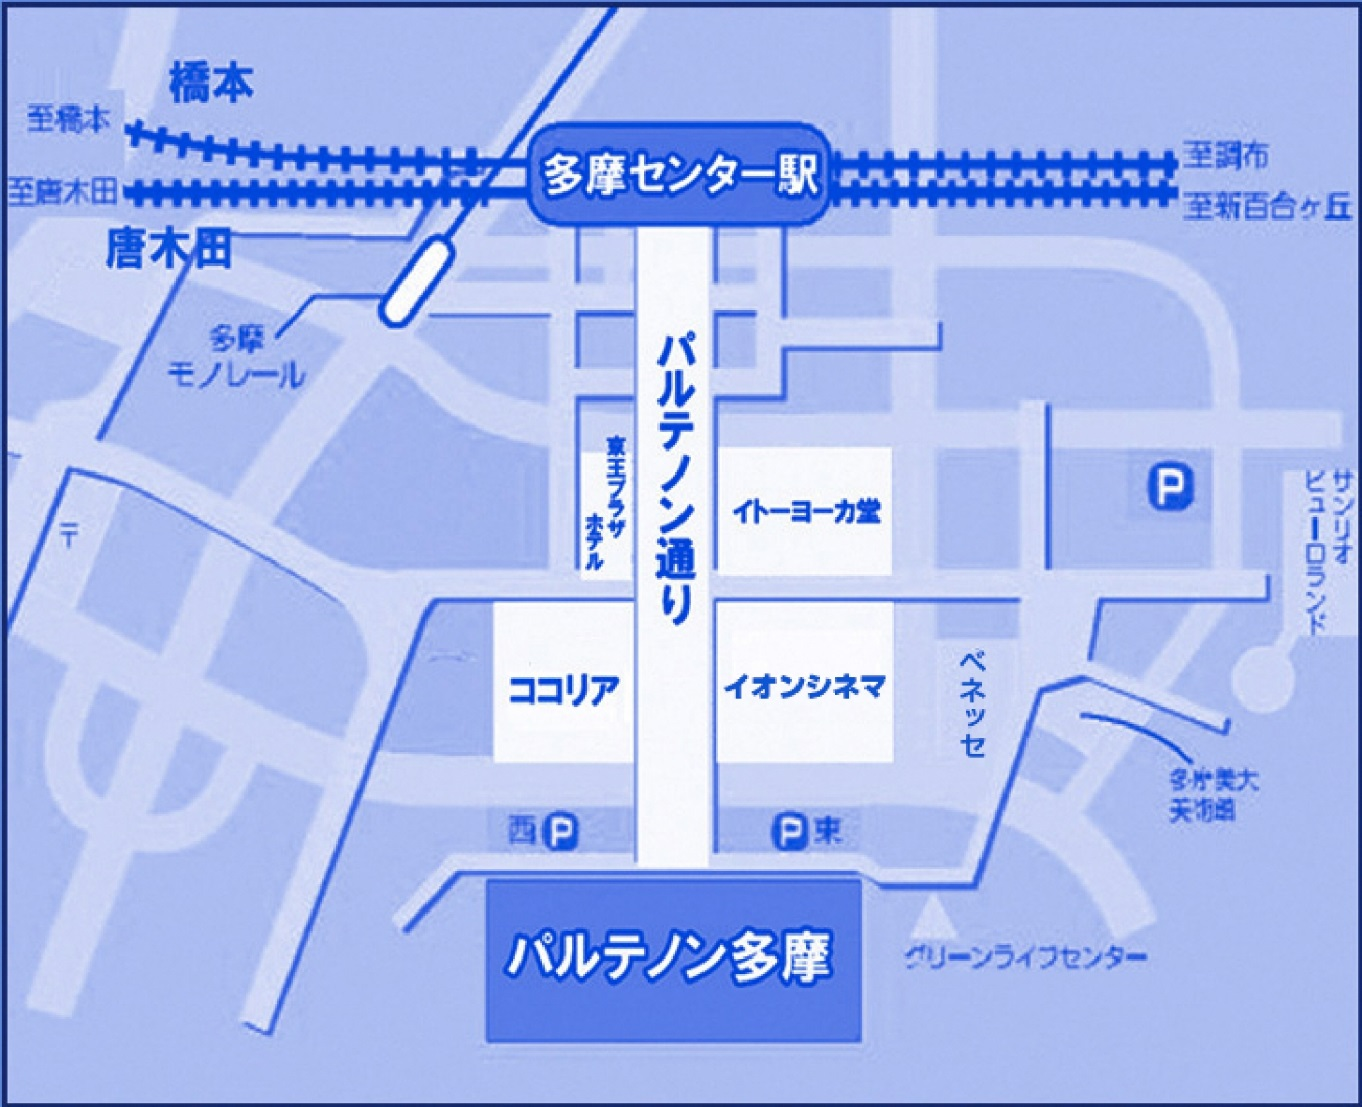 橋本
至橋本
多摩センター駅
至調布
至唐木田
至新百合ヶ丘
唐木田
多摩
モノレール
パルテノン通り
京王プラザ
ホテル
イトーヨーカ堂
P
サンリオ
ピューロランド
〒
ココリア
イオンシネマ
ベネッセ
多摩美大
美術館
西P
P東
パルテノン多摩
グリーンライフセンター